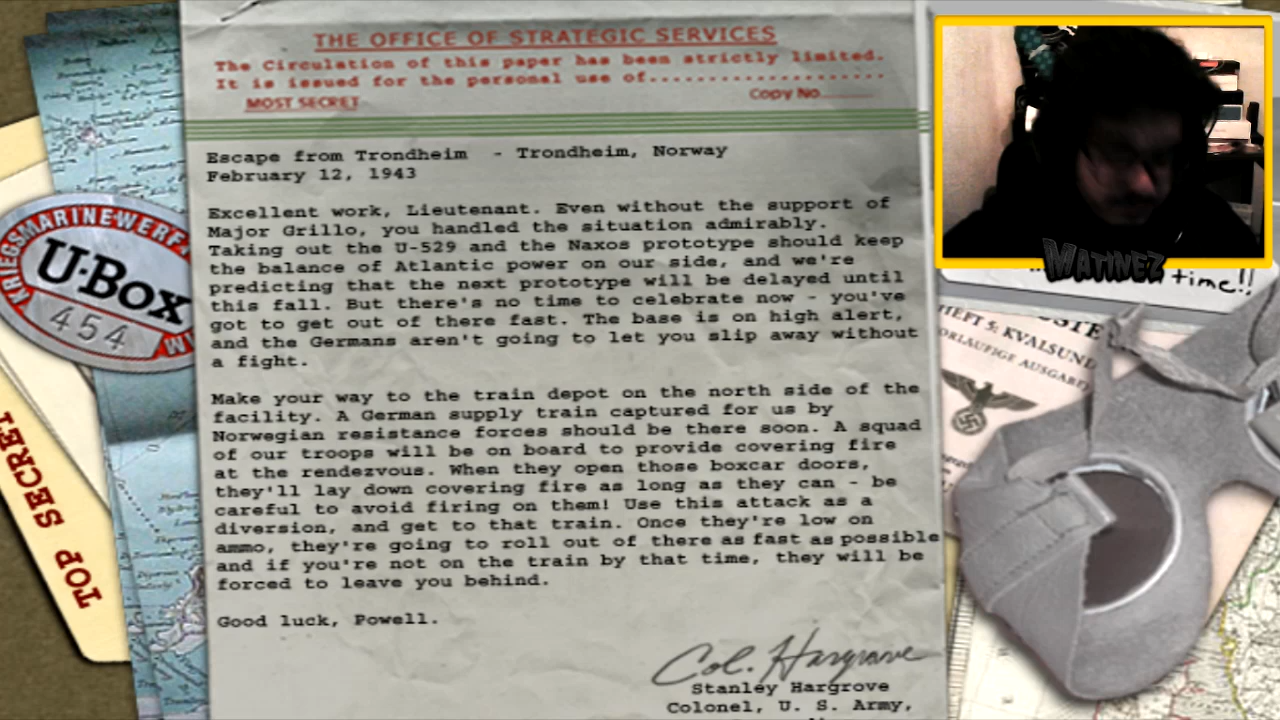 THE OFFICE OF STRATEGIC SERVICES
The Circulation of this paper has been strictly limited.
It is issued for the personal use of....................
MOST SECRET
Copy No
Escape from Trondheim - Trondheim, Norway
February 12, 1943
Excellent work, Lieutenant. Even without the support of
Major Grillo, you handled the situation admirably.
Taking out the U-529 and the Naxos prototype should keep
the balance of Atlantic power on our side, and we're
predicting that the next prototype will be delayed until
this fall. But there's no time to celebrate now - you've
got to get out of there fast. The base is on high alert,
and the Germans aren't going to let you slip away without
a fight.
Make your way to the train depot on the north side of the
facility. A German supply train captured for us by
Norwegian resistance forces should be there soon. A squad
of our troops will be on board to provide covering fire
at the rendezvous. When they open those boxcar doors,
they'll lay down covering fire as long as they can - be
careful to avoid firing on them! Use this attack as a
diversion, and get to that train. Once they're low on
ammo, they're going to roll out of there as fast as possible
and if you're not on the train by that time, they will be
forced to leave you behind.
Good luck, Powell.
Col. Hargrove
Stanley Hargrove
Colonel, U. S. Army,
KRIEGSMARINEWERF
U-BOX
454
TOP SECRET
MATINEZ
time!!
HEFT 5: KVALSUND